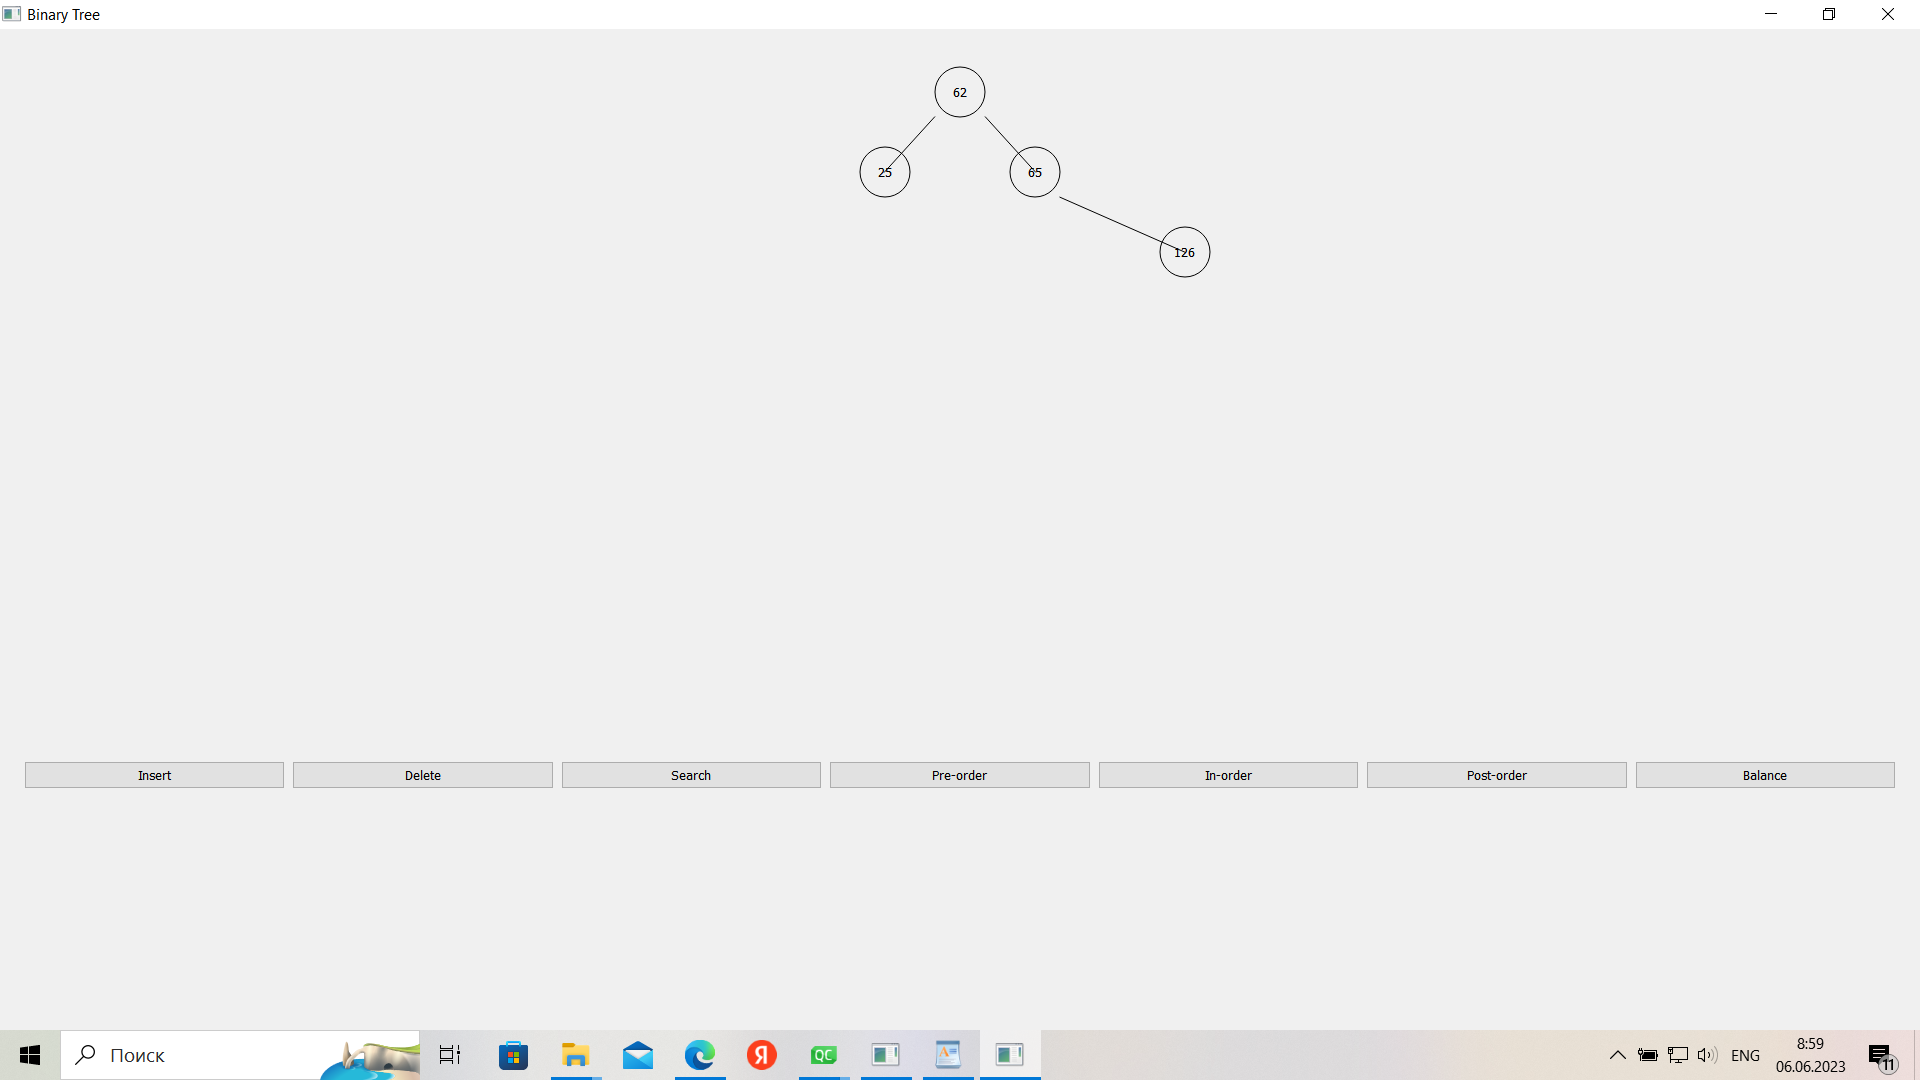 Binary Tree
62
25
65
126
Insert
Delete
Search
Pre-order
In-order
Post-order
Balance
Поиск
Я
QC
A
ENG
8:59
06.06.2023
11